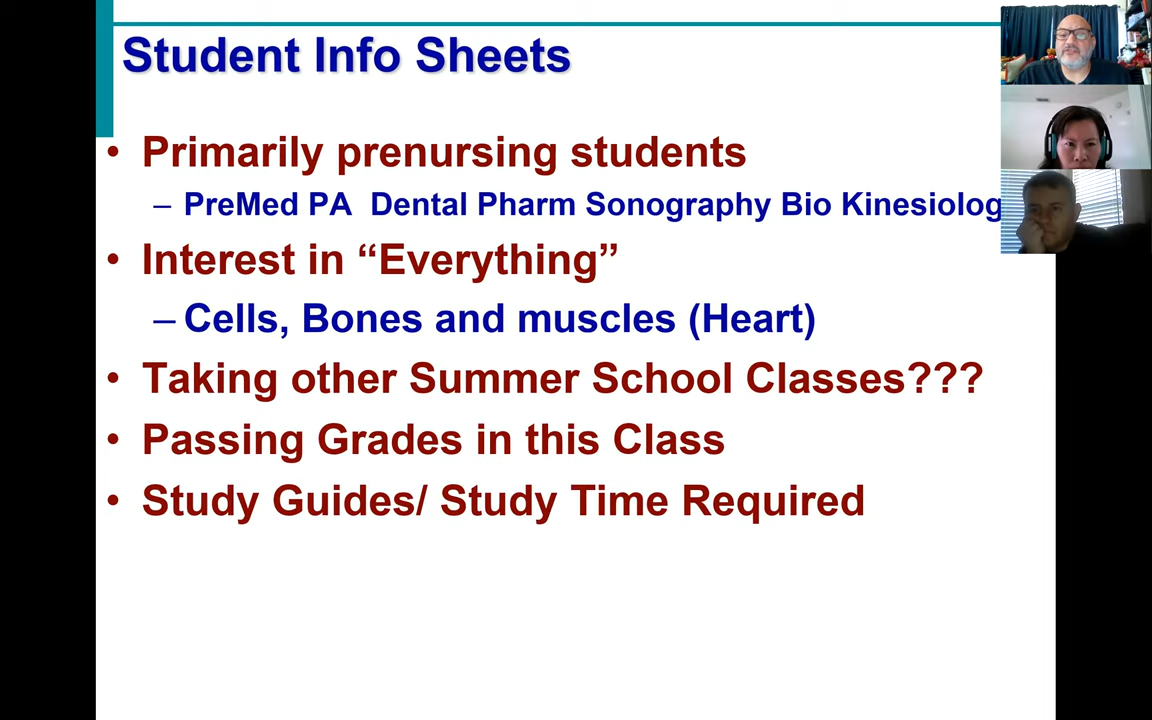 Student Info Sheets
• Primarily prenursing students
– PreMed PA Dental Pharm Sonography Bio Kinesiolog
• Interest in “Everything”
– Cells, Bones and muscles (Heart)
• Taking other Summer School Classes???
• Passing Grades in this Class
• Study Guides/ Study Time Required